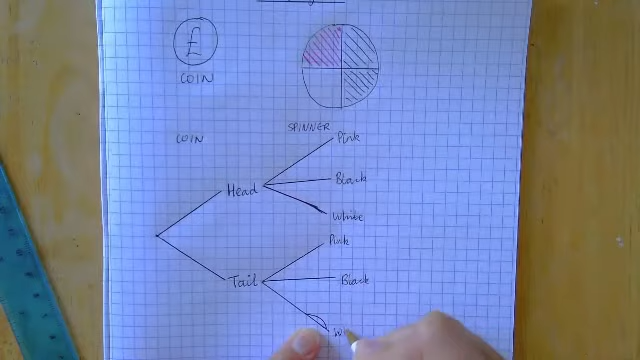 £
COIN
COIN
SPINNER
Pink
Black
Head
White
Pink
Tail
Black